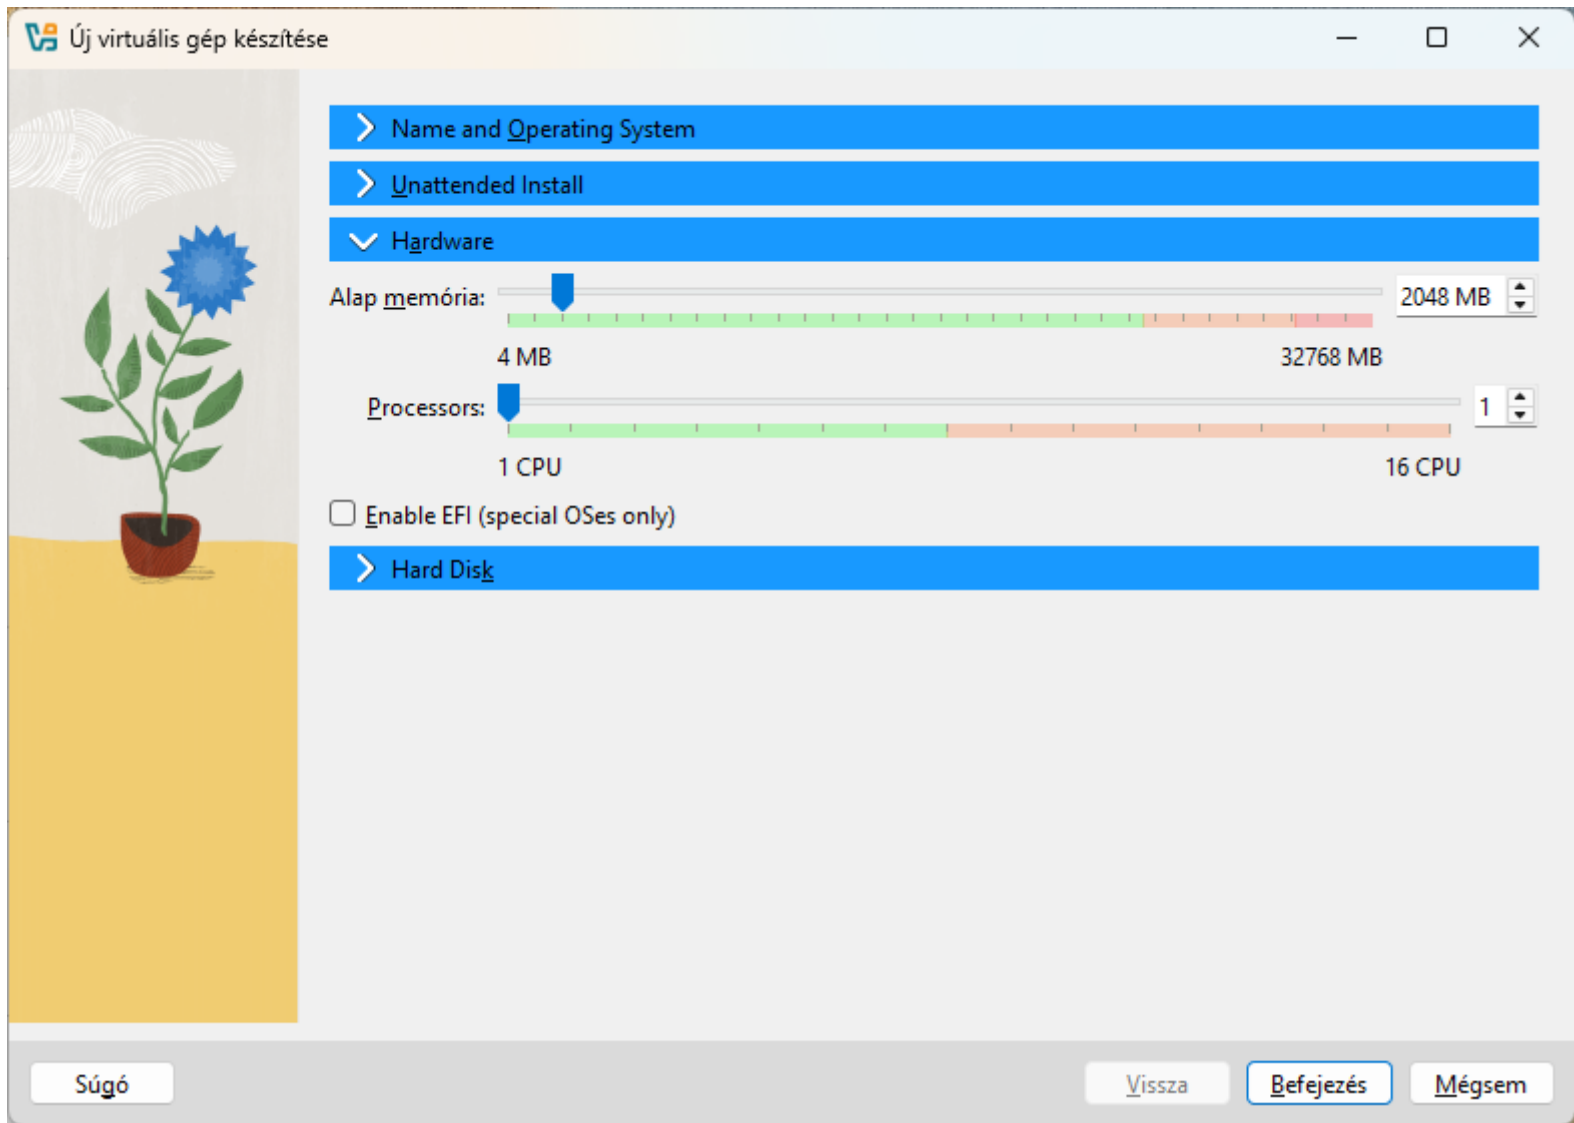 Új virtuális gép készítése
Name and Operating System
Unattended Install
Hardware
Alap memória: 2048 MB
4 MB 32768 MB
Processors: 1
1 CPU 16 CPU
Enable EFI (special OSes only)
Hard Disk
Súgó Vissza Befejezés Mégsem